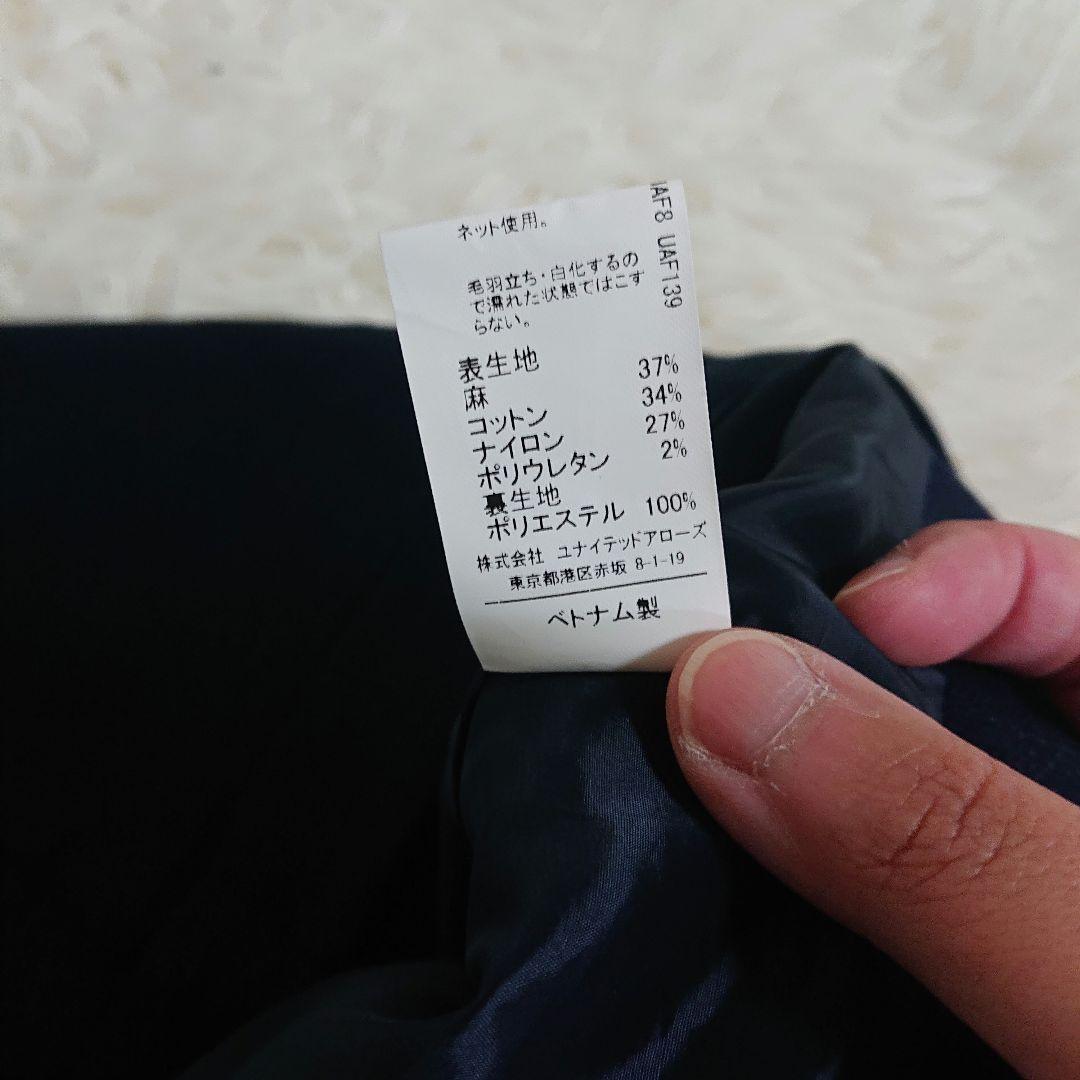 ネット使用。
毛羽立ち・白化するの
で濡れた状態ではこす
らない。
表生地
麻 37%
コットン 34%
ナイロン 27%
ポリウレタン 2%
裏生地
ポリエステル 100%
株式会社 ユナイテッドアローズ
東京都港区赤坂 8-1-19
ベトナム製
UAF8 UAF139